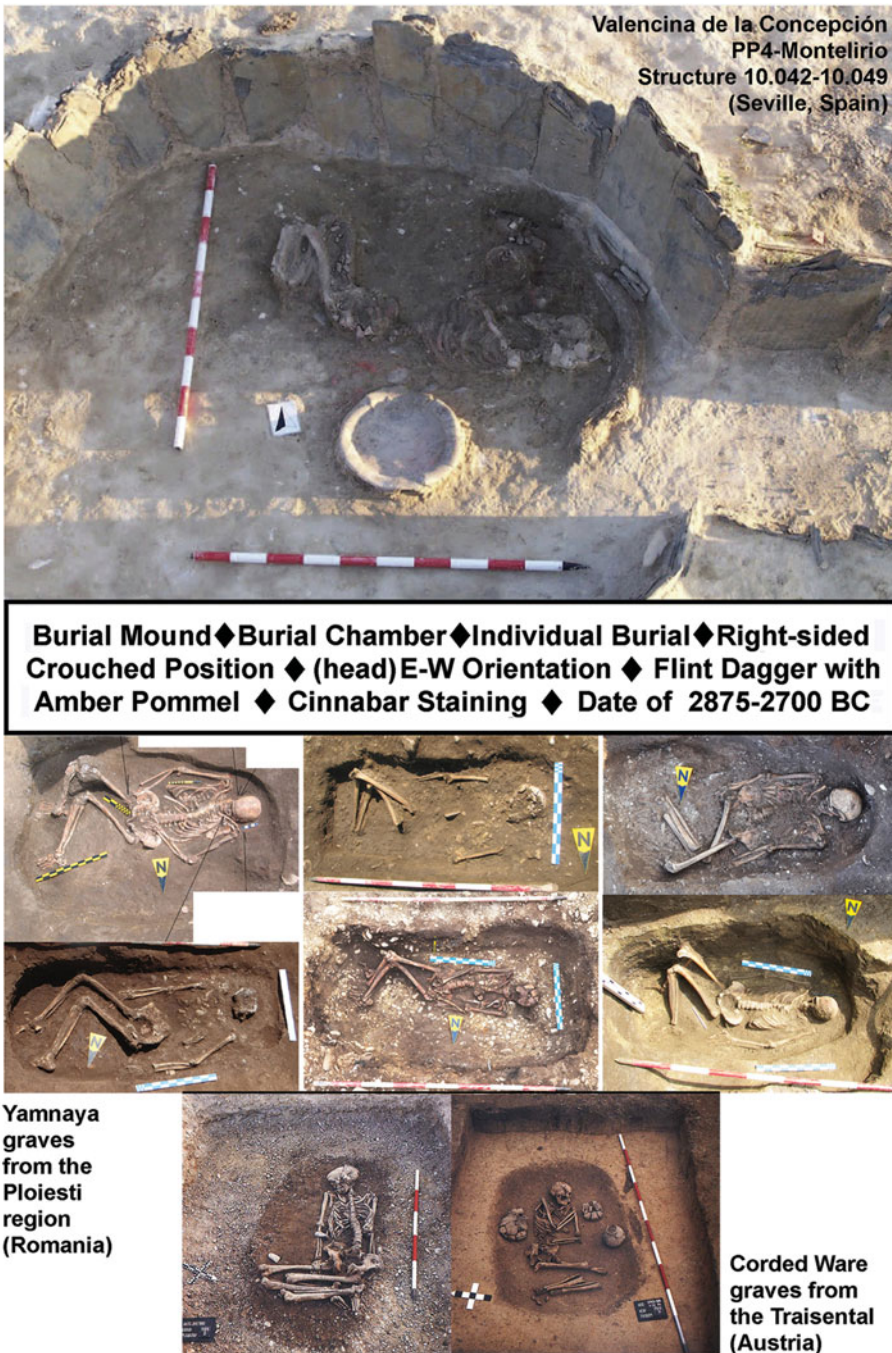 Valencina de la Concepción
PP4-Montelirio
Structure 10.042-10.049
(Seville, Spain)
Burial Mound♦Burial Chamber♦Individual Burial♦Right-sided
Crouched Position ♦ (head)E-W Orientation ♦ Flint Dagger with
Amber Pommel ♦ Cinnabar Staining ♦ Date of 2875-2700 BC
N
N
N
N
N
N
Yamnaya
graves
from the
Ploiesti
region
(Romania)
Corded Ware
graves from
the Traisental
(Austria)